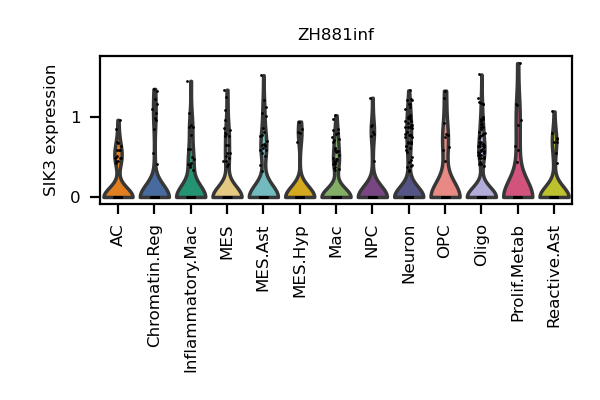 ZH881inf
SIK3 expression
1
0
AC
Chromatin.Reg
Inflammatory.Mac
MES
MES.Ast
MES.Hyp
Mac
NPC
Neuron
OPC
Oligo
Prolif.Metab
Reactive.Ast